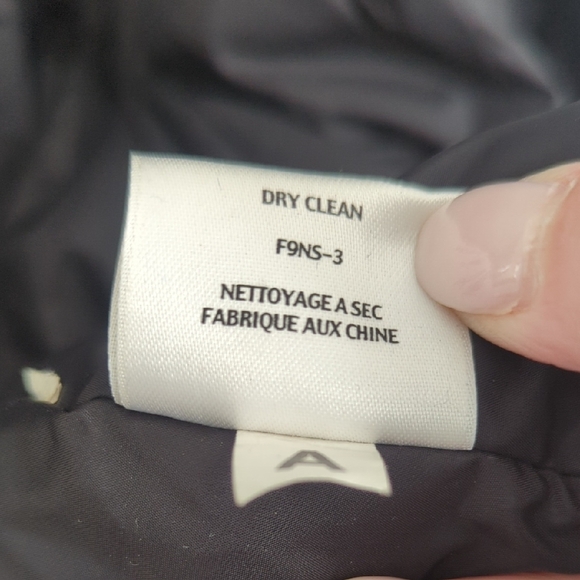 DRY CLEAN
F9NS-3
NETTOYAGE A SEC
FABRIQUE AUX CHINE
A